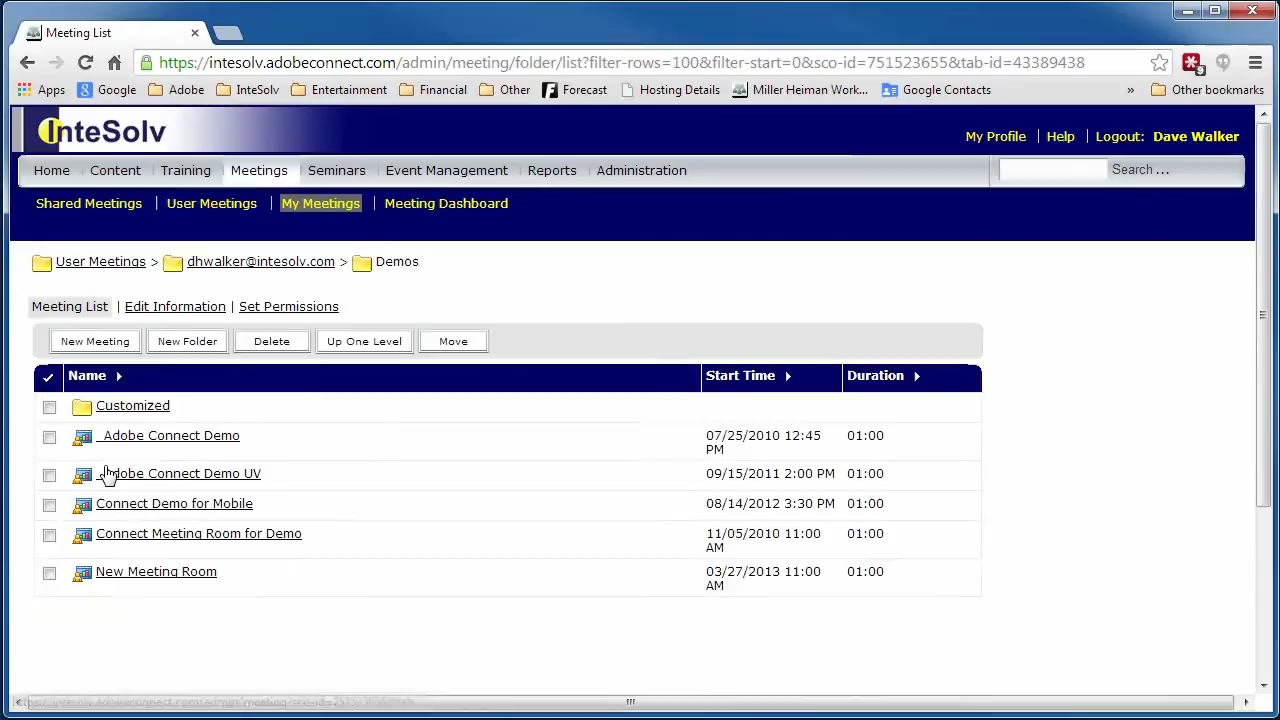 Meeting List
https://intesolv.adobeconnect.com/admin/meeting/folder/list?filter-rows=100&filter-start=0&sco-id=751523655&tab-id=43389438
Apps Google Adobe InteSolv Entertainment Financial Other Forecast Hosting Details Miller Heiman Work... Google Contacts » Other bookmarks
InteSolv
My Profile | Help | Logout: Dave Walker
Home Content Training Meetings Seminars Event Management Reports Administration Search ...
Shared Meetings | User Meetings | My Meetings | Meeting Dashboard
User Meetings > dhwalker@intesolv.com > Demos
Meeting List | Edit Information | Set Permissions
New Meeting New Folder Delete Up One Level Move
Name Start Time Duration
Customized
_Adobe Connect Demo 07/25/2010 12:45 PM 01:00
Adobe Connect Demo UV 09/15/2011 2:00 PM 01:00
Connect Demo for Mobile 08/14/2012 3:30 PM 01:00
Connect Meeting Room for Demo 11/05/2010 11:00 AM 01:00
New Meeting Room 03/27/2013 11:00 AM 01:00